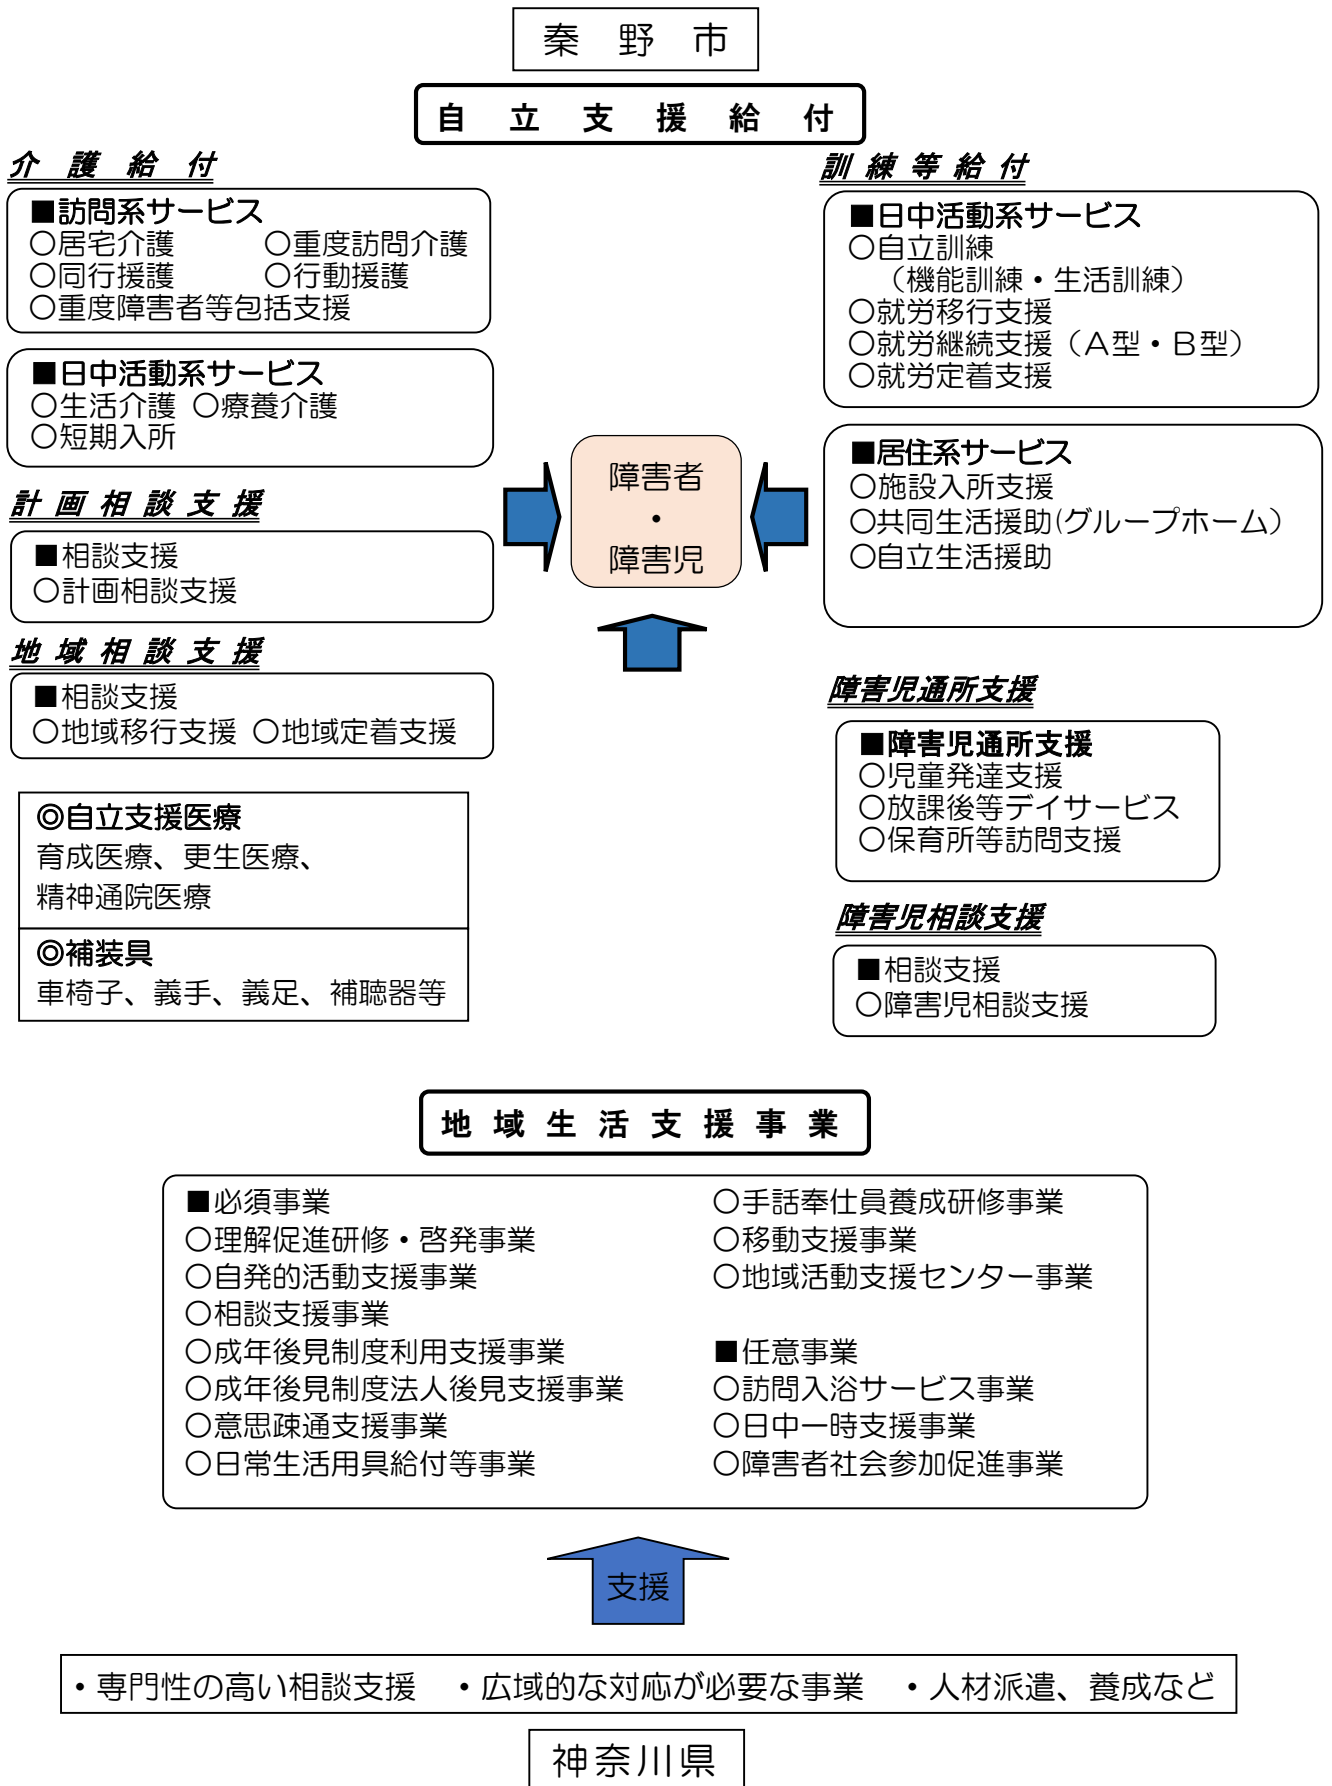 秦野市
自立支援給付
介護給付
■訪問系サービス
○居宅介護 ○重度訪問介護
○同行援護 ○行動援護
○重度障害者等包括支援
■日中活動系サービス
○生活介護 ○療養介護
○短期入所
計画相談支援
■相談支援
○計画相談支援
地域相談支援
■相談支援
○地域移行支援 ○地域定着支援
◎自立支援医療
育成医療、更生医療、
精神通院医療
◎補装具
車椅子、義手、義足、補聴器等
障害者
・
障害児
訓練等給付
■日中活動系サービス
○自立訓練
（機能訓練・生活訓練）
○就労移行支援
○就労継続支援（A型・B型）
○就労定着支援
■居住系サービス
○施設入所支援
○共同生活援助(グループホーム）
○自立生活援助
障害児通所支援
■障害児通所支援
○児童発達支援
○放課後等デイサービス
○保育所等訪問支援
障害児相談支援
■相談支援
○障害児相談支援
地域生活支援事業
■必須事業
○理解促進研修・啓発事業
○自発的活動支援事業
○相談支援事業
○成年後見制度利用支援事業
○成年後見制度法人後見支援事業
○意思疎通支援事業
○日常生活用具給付等事業
○手話奉仕員養成研修事業
○移動支援事業
○地域活動支援センター事業
■任意事業
○訪問入浴サービス事業
○日中一時支援事業
○障害者社会参加促進事業
支援
・専門性の高い相談支援 ・広域的な対応が必要な事業 ・人材派遣、養成など
神奈川県